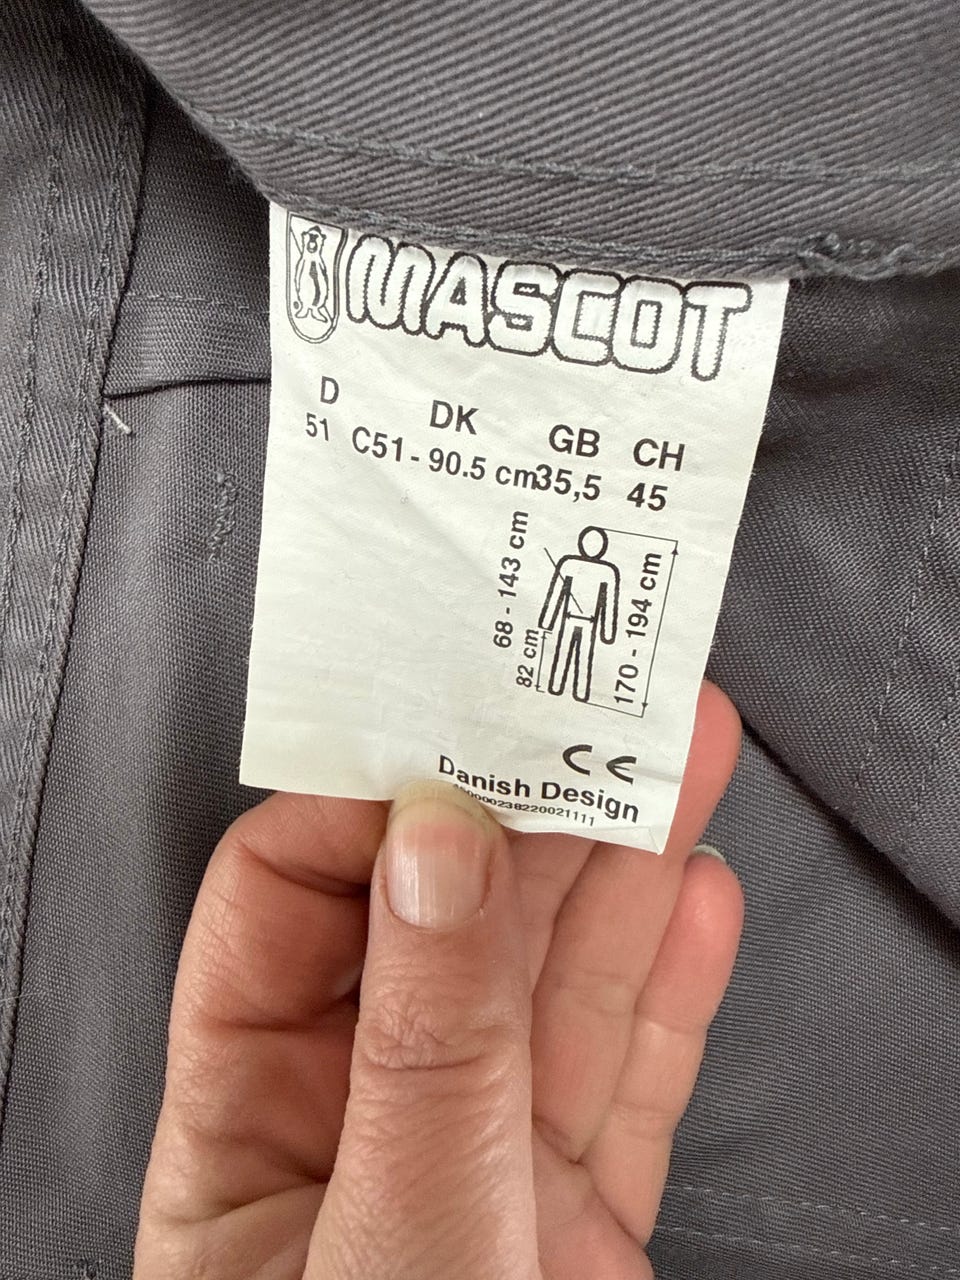 MASCOT
D DK GB CH
51 C51 - 90.5 cm 35,5 45
68 - 143 cm
82 cm
170 - 194 cm
CE
Danish Design